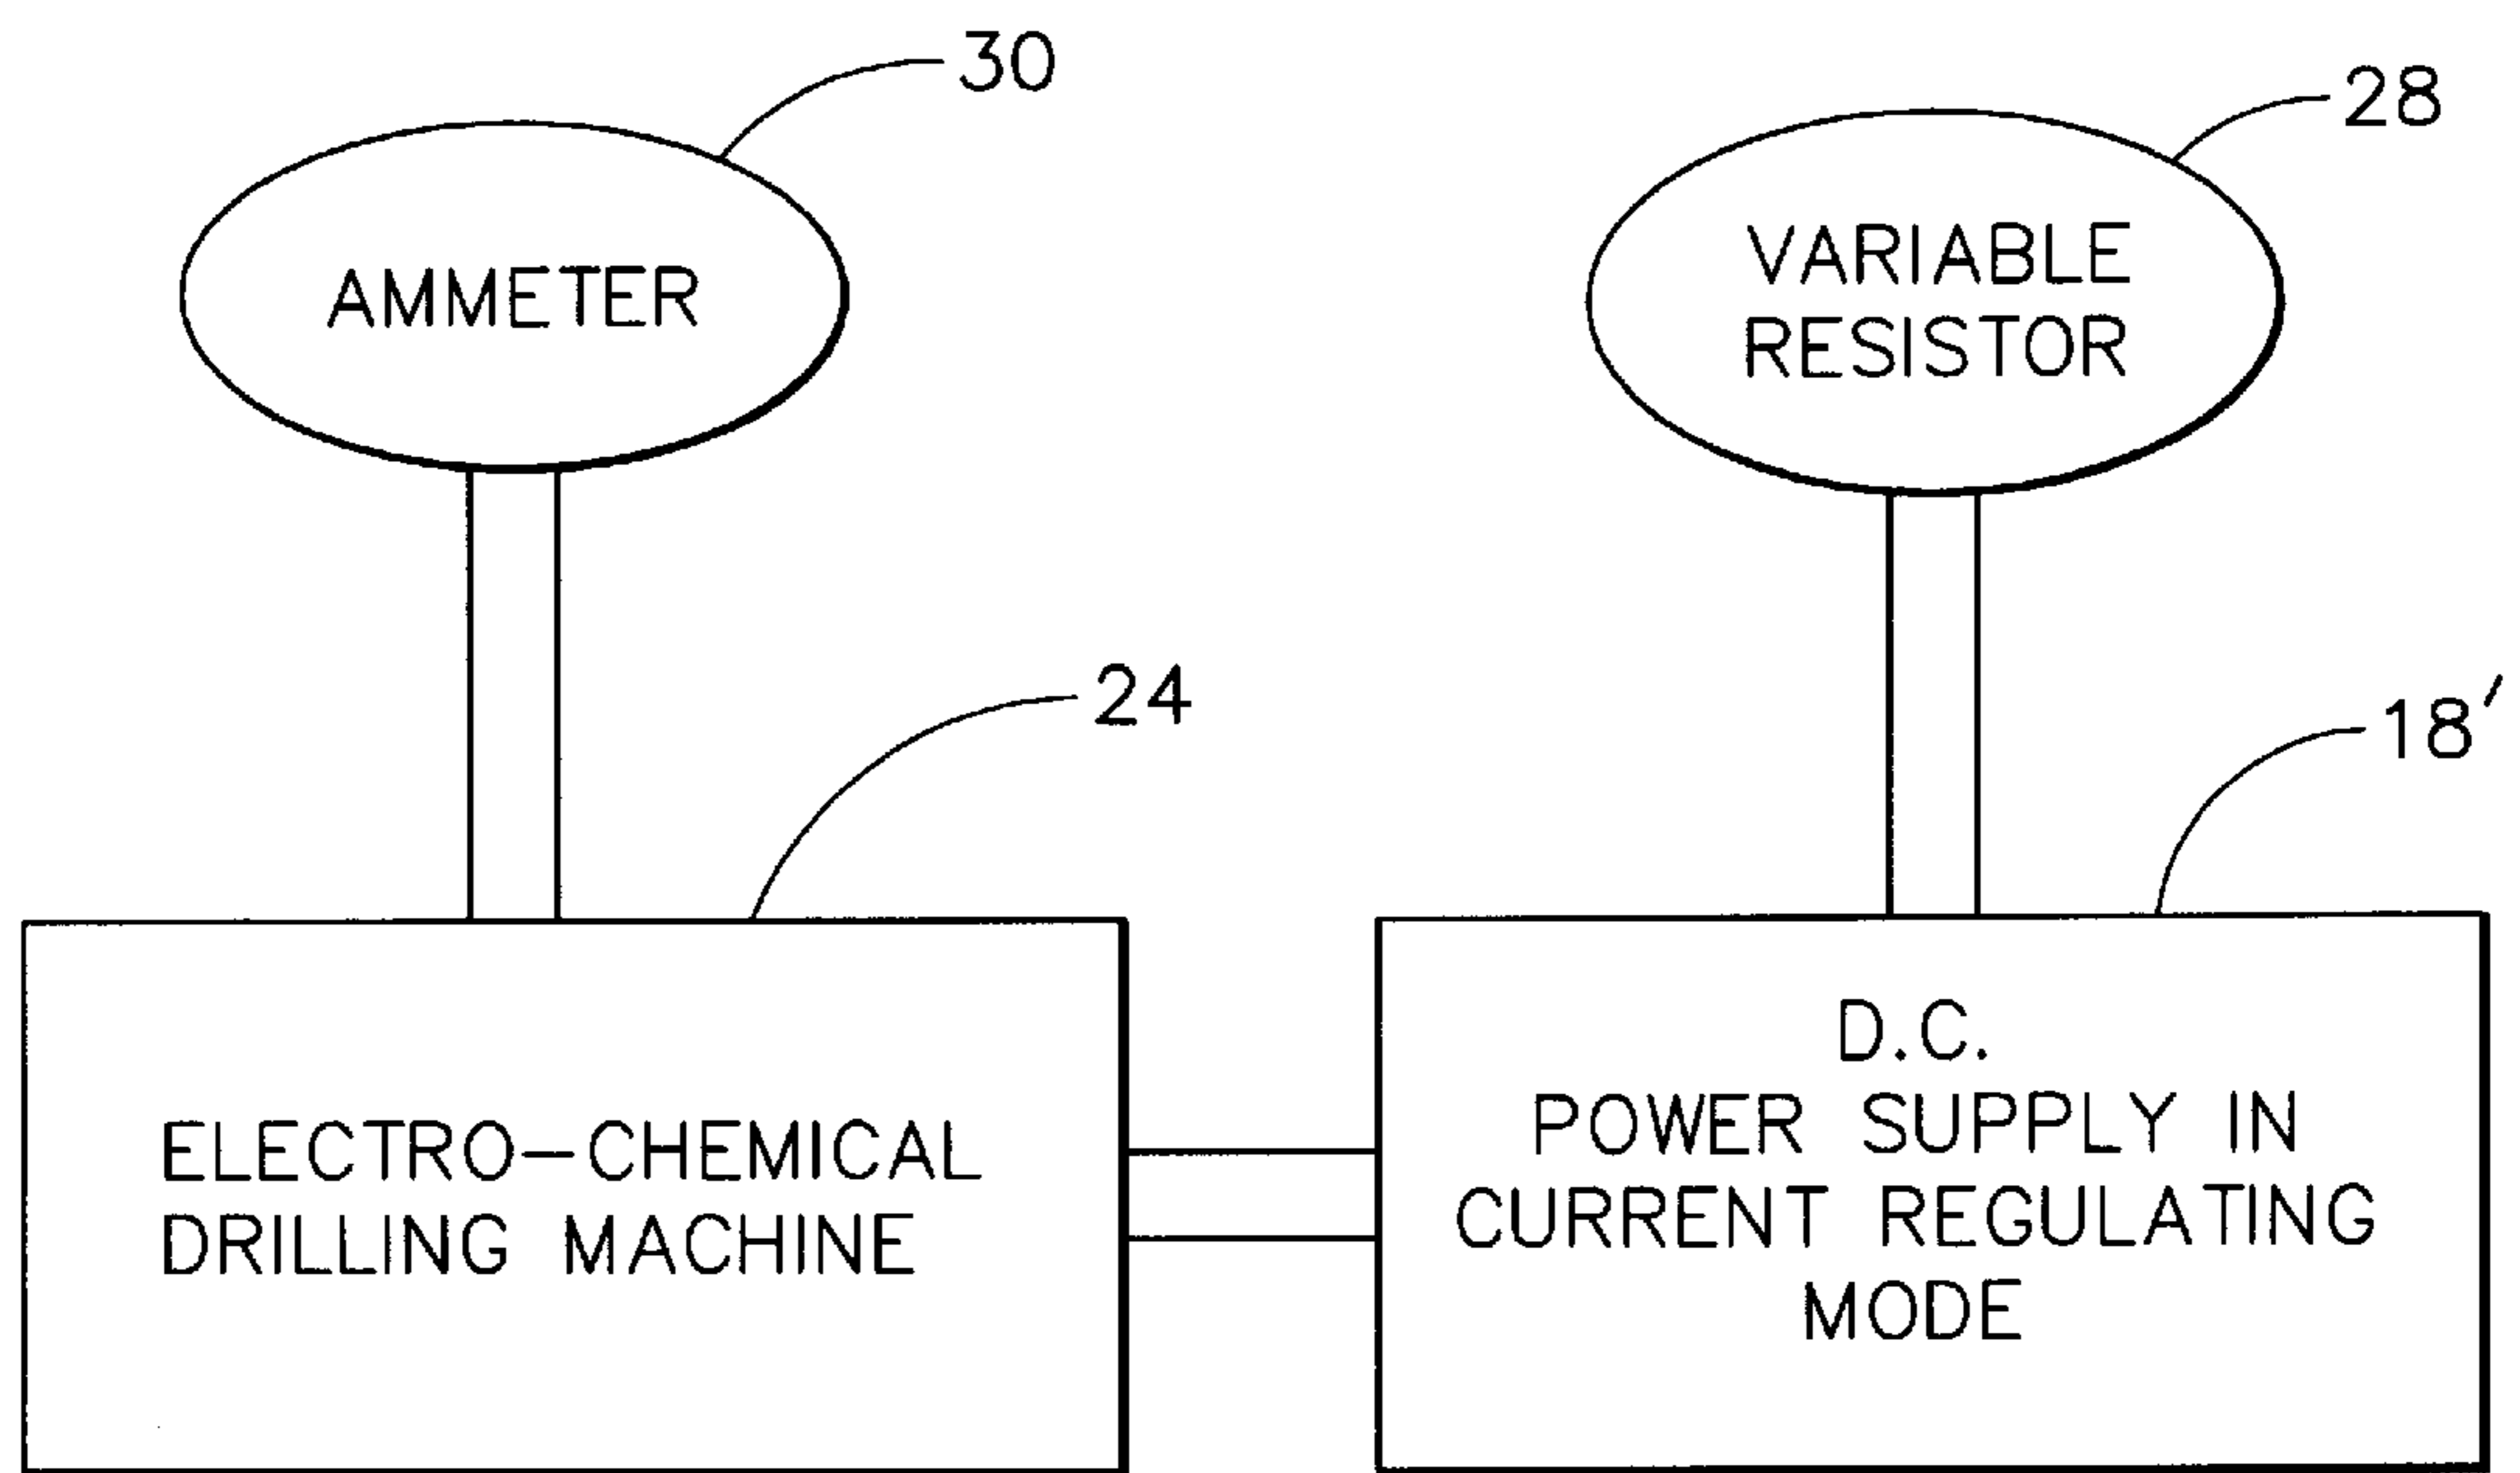 30
28
AMMETER
VARIABLE
RESISTOR
24
18'
ELECTRO-CHEMICAL
DRILLING MACHINE
D.C.
POWER SUPPLY IN
CURRENT REGULATING
MODE